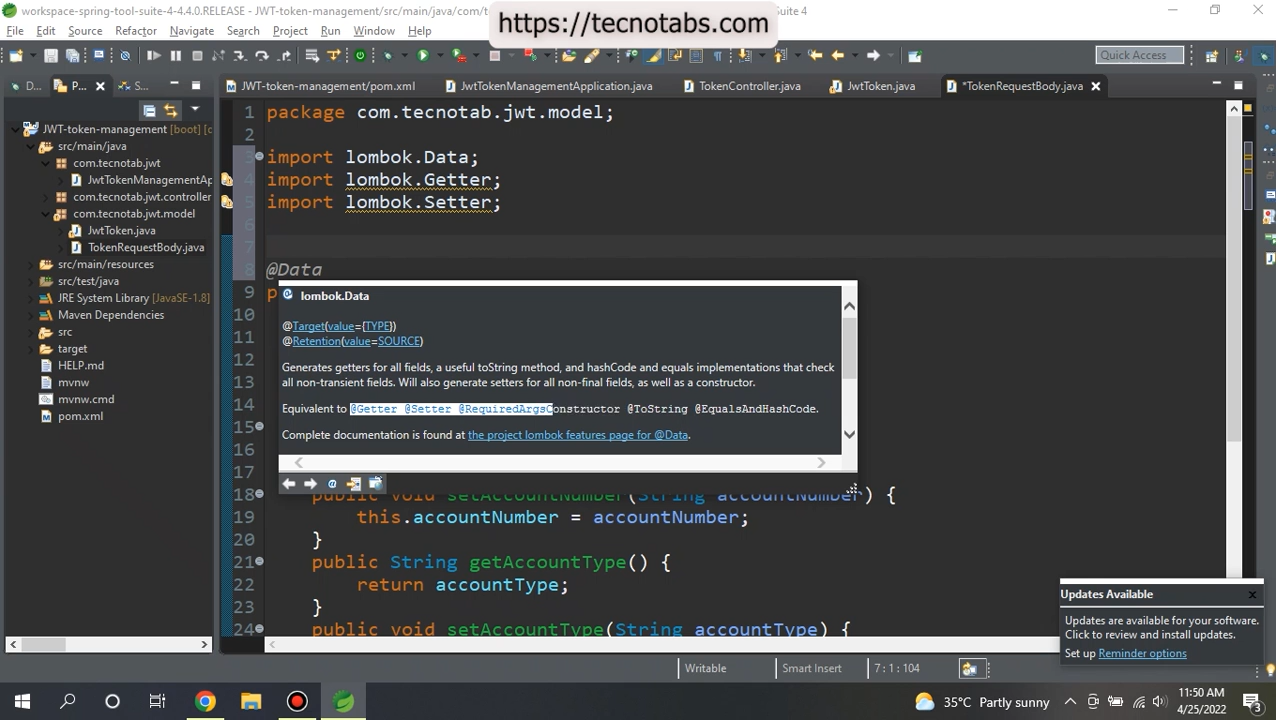 workspace-spring-tool-suite-4-4.4.0.RELEASE - JWT-token-management/src/main/java/com/t
https://tecnotabs.com
Suite 4
File Edit Source Refactor Navigate Search Project Run Window Help
Quick Access
D... P... S...
JWT-token-management/pom.xml JwtTokenManagementApplication.java TokenController.java JwtToken.java *TokenRequestBody.java
JWT-token-management [boot] [c
src/main/java
com.tecnotab.jwt
JwtTokenManagementAp
com.tecnotab.jwt.controller
com.tecnotab.jwt.model
JwtToken.java
TokenRequestBody.java
src/main/resources
src/test/java
JRE System Library [JavaSE-1.8]
Maven Dependencies
src
target
HELP.md
mvnw
mvnw.cmd
pom.xml
1 package com.tecnotab.jwt.model;
2
3 import lombok.Data;
4 import lombok.Getter;
5 import lombok.Setter;
6
7
8 @Data
9 p
10
11
12
13
14
15
16
17
18 public void setAccountNumber(String accountNumber) {
19 this.accountNumber = accountNumber;
20 }
21 public String getAccountType() {
22 return accountType;
23 }
24 public void setAccountType(String accountType) {
lombok.Data
@Target(value={TYPE})
@Retention(value=SOURCE)
Generates getters for all fields, a useful toString method, and hashCode and equals implementations that check
all non-transient fields. Will also generate setters for all non-final fields, as well as a constructor.
Equivalent to @Getter @Setter @RequiredArgsConstructor @ToString @EqualsAndHashCode.
Complete documentation is found at the project lombok features page for @Data.
Updates Available
Updates are available for your software.
Click to review and install updates.
Set up Reminder options
Writable Smart Insert 7 : 1 : 104
35°C Partly sunny
11:50 AM
4/25/2022
3